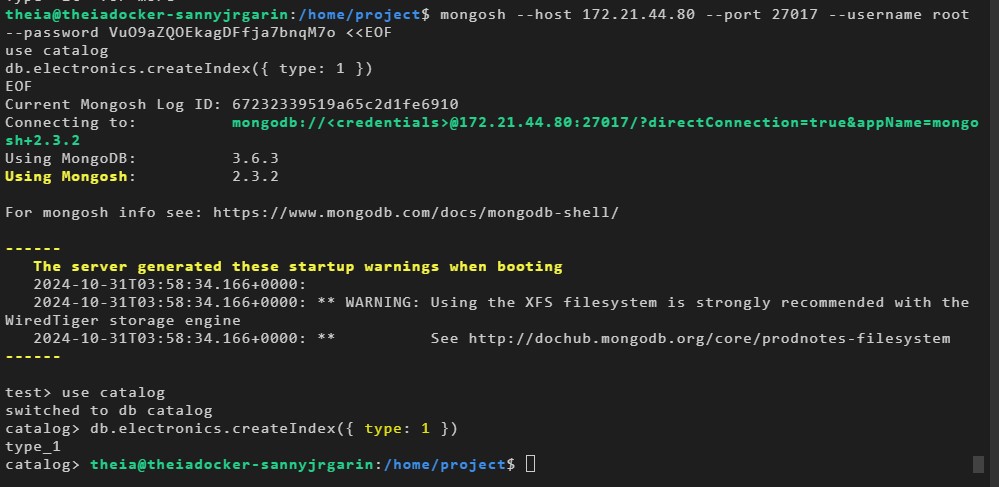 theia@theiadocker-sannyjrgarin:/home/project$ mongosh --host 172.21.44.80 --port 27017 --username root
--password VuO9aZQOEkagDFfja7bnqM7o <<EOF
use catalog
db.electronics.createIndex({ type: 1 })
EOF
Current Mongosh Log ID: 67232339519a65c2d1fe6910
Connecting to:          mongodb://<credentials>@172.21.44.80:27017/?directConnection=true&appName=mongo
sh+2.3.2
Using MongoDB:          3.6.3
Using Mongosh:          2.3.2
For mongosh info see: https://www.mongodb.com/docs/mongodb-shell/
------
   The server generated these startup warnings when booting
   2024-10-31T03:58:34.166+0000:
   2024-10-31T03:58:34.166+0000: ** WARNING: Using the XFS filesystem is strongly recommended with the
WiredTiger storage engine
   2024-10-31T03:58:34.166+0000: **          See http://dochub.mongodb.org/core/prodnotes-filesystem
------
test> use catalog
switched to db catalog
catalog> db.electronics.createIndex({ type: 1 })
type_1
catalog> theia@theiadocker-sannyjrgarin:/home/project$